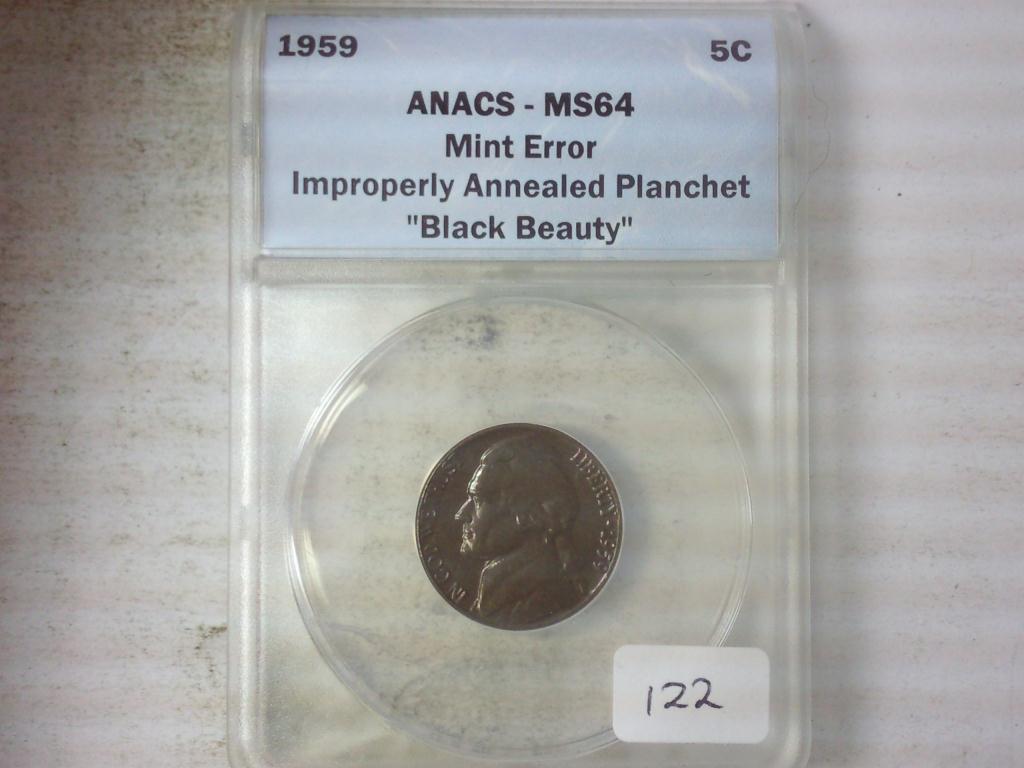 1959 5C
ANACS - MS64
Mint Error
Improperly Annealed Planchet
"Black Beauty"
IN GOD WE TRUST
LIBERTY 1959
122